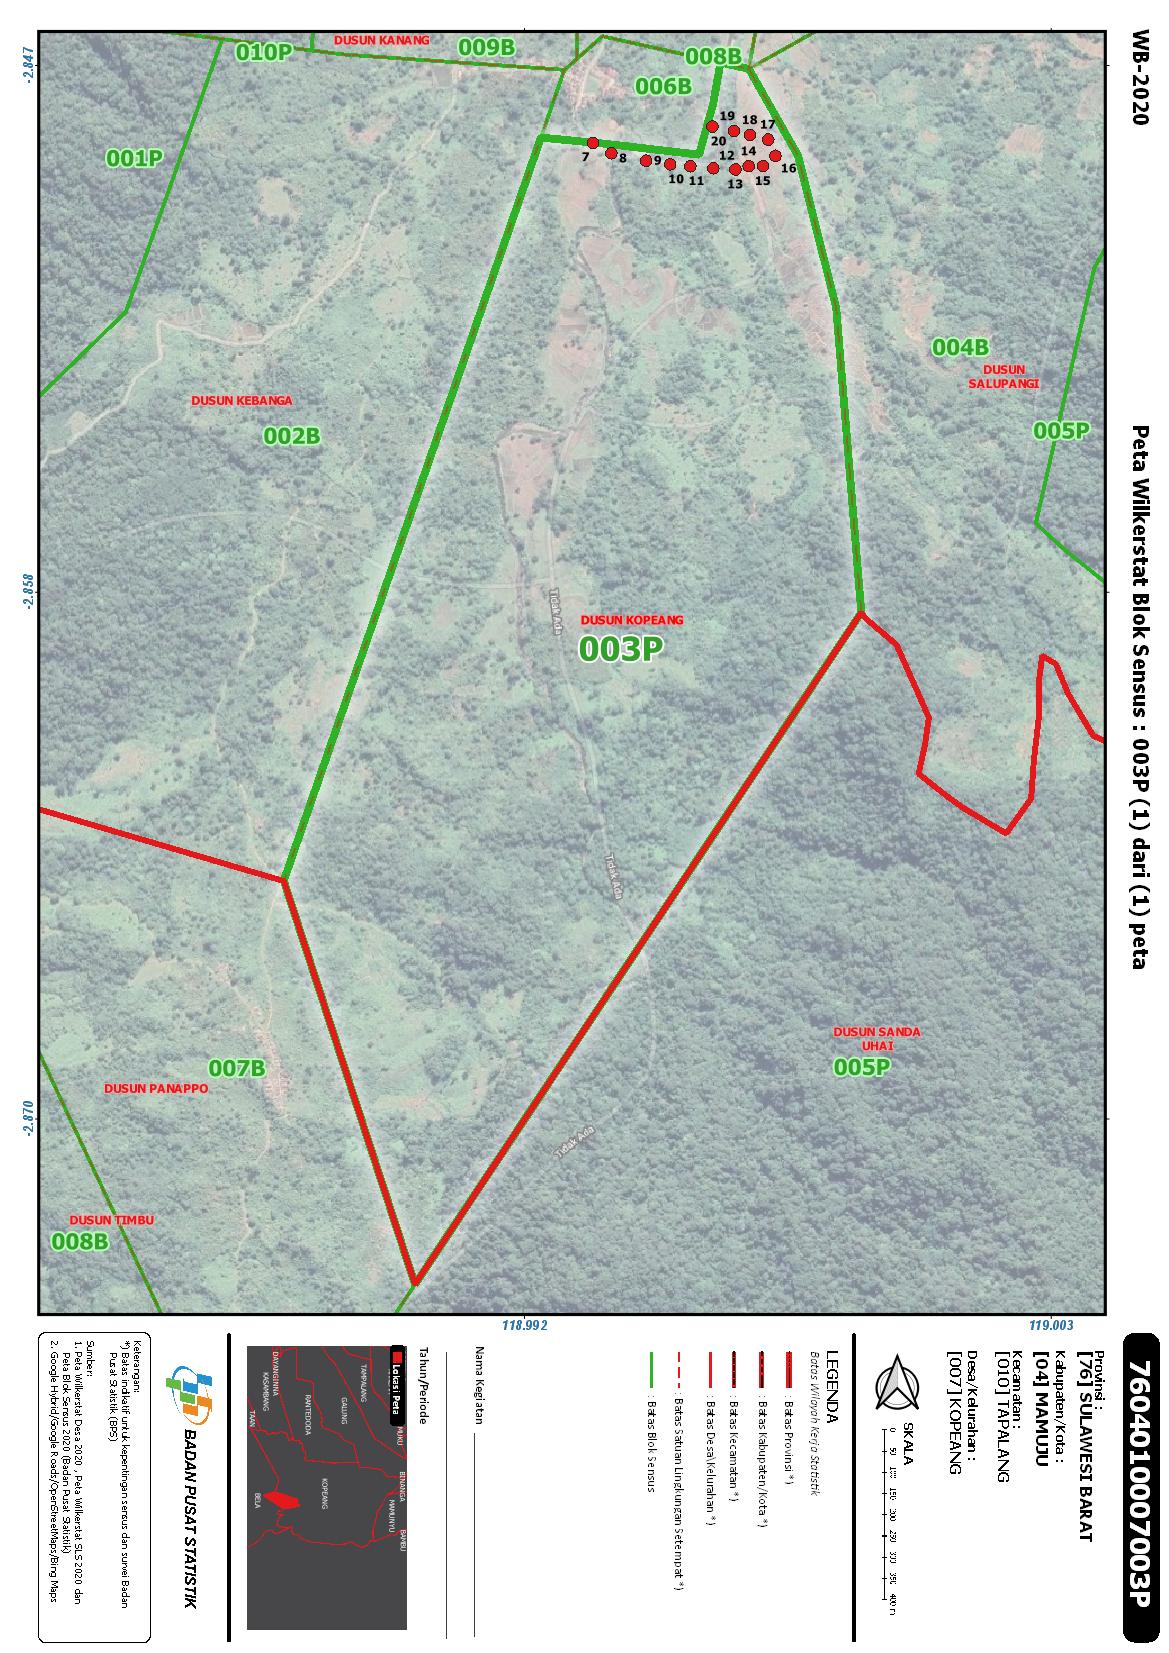 WB-2020
Peta Wilkerstat Blok Sensus : 003P (1) dari (1) peta
-2.847
-2.858
-2.870
118.992
119.003
010P
DUSUN KANANG
009B
008B
006B
001P
19
18
17
20
7
8
9
10
11
12
14
13
15
16
004B
DUSUN
SALUPANGI
005P
DUSUN KEBANGA
002B
Tidak Ada
DUSUN KOPEANG
003P
Tidak Ada
DUSUN SANDA
UHAI
005P
007B
DUSUN PANAPPO
Tidak Ada
DUSUN TIMBU
008B
7604010007003P
Provinsi :
[76] SULAWESI BARAT
Kabupaten/Kota :
[04] MAMUJU
Kecamatan :
[010] TAPALANG
Desa/Kelurahan :
[007] KOPEANG
SKALA
0 50 100 150 200 250 300 350 400 m
LEGENDA
Batas Wilayah Kerja Statistik
: Batas Provinsi *)
: Batas Kabupaten/Kota *)
: Batas Kecamatan *)
: Batas Desa\Kelurahan *)
: Batas Satuan Lingkungan Setempat *)
: Batas Blok Sensus
Nama Kegiatan
Tahun/Periode
Lokasi Peta
MUKU
BINANGA
MAMUNYU
BAMBU
TAPALANG
GALUNG
RANTEDODA
KOPEANG
DAYANGINNA
KASAMBANG
TAAN
BELA
BADAN PUSAT STATISTIK
Keterangan:
*) Batas indikatif untuk kepentingan sensus dan survei Badan
Pusat Statistik (BPS)
Sumber:
1. Peta Wilkerstat Desa 2020 , Peta Wilkerstat SLS 2020 dan
Peta Blok Sensus 2020 (Badan Pusat Statistik)
2. Google Hybrid/Google Roads/OpenStreetMaps/Bing Maps